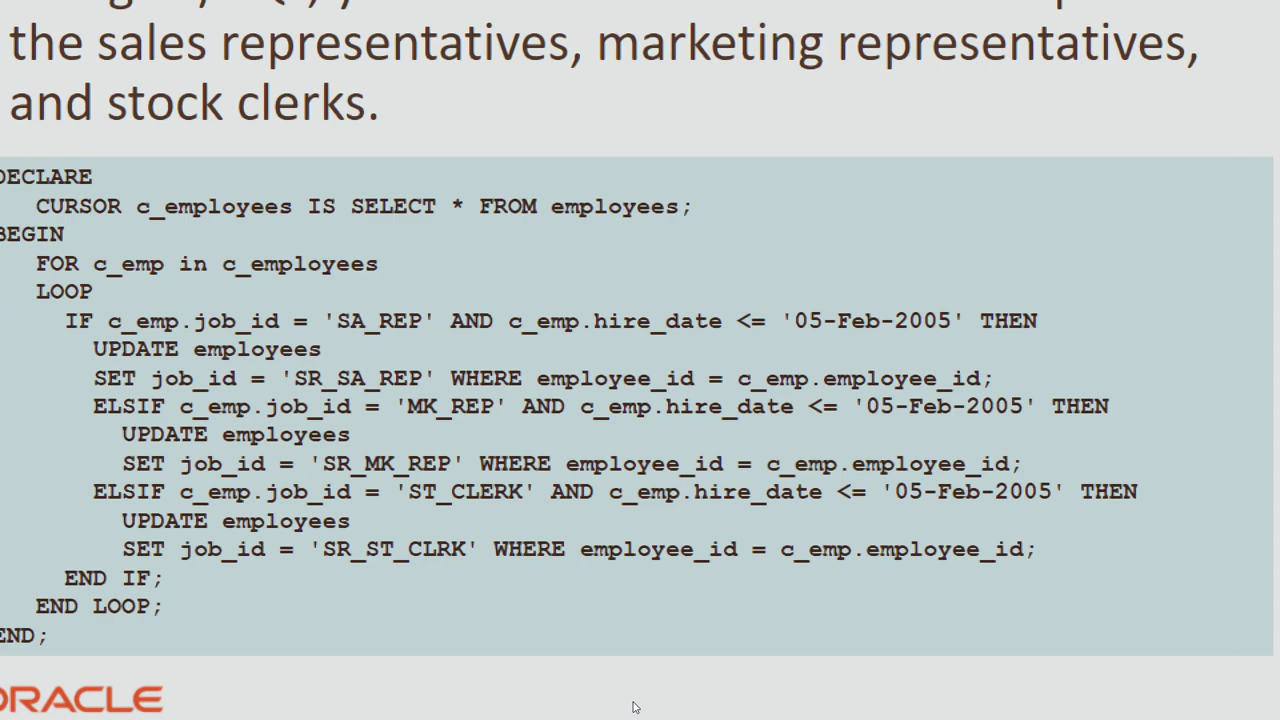 the sales representatives, marketing representatives,
and stock clerks.
DECLARE
CURSOR c_employees IS SELECT * FROM employees;
BEGIN
FOR c_emp in c_employees
LOOP
IF c_emp.job_id = 'SA_REP' AND c_emp.hire_date <= '05-Feb-2005' THEN
UPDATE employees
SET job_id = 'SR_SA_REP' WHERE employee_id = c_emp.employee_id;
ELSIF c_emp.job_id = 'MK_REP' AND c_emp.hire_date <= '05-Feb-2005' THEN
UPDATE employees
SET job_id = 'SR_MK_REP' WHERE employee_id = c_emp.employee_id;
ELSIF c_emp.job_id = 'ST_CLERK' AND c_emp.hire_date <= '05-Feb-2005' THEN
UPDATE employees
SET job_id = 'SR_ST_CLRK' WHERE employee_id = c_emp.employee_id;
END IF;
END LOOP;
END;
ORACLE